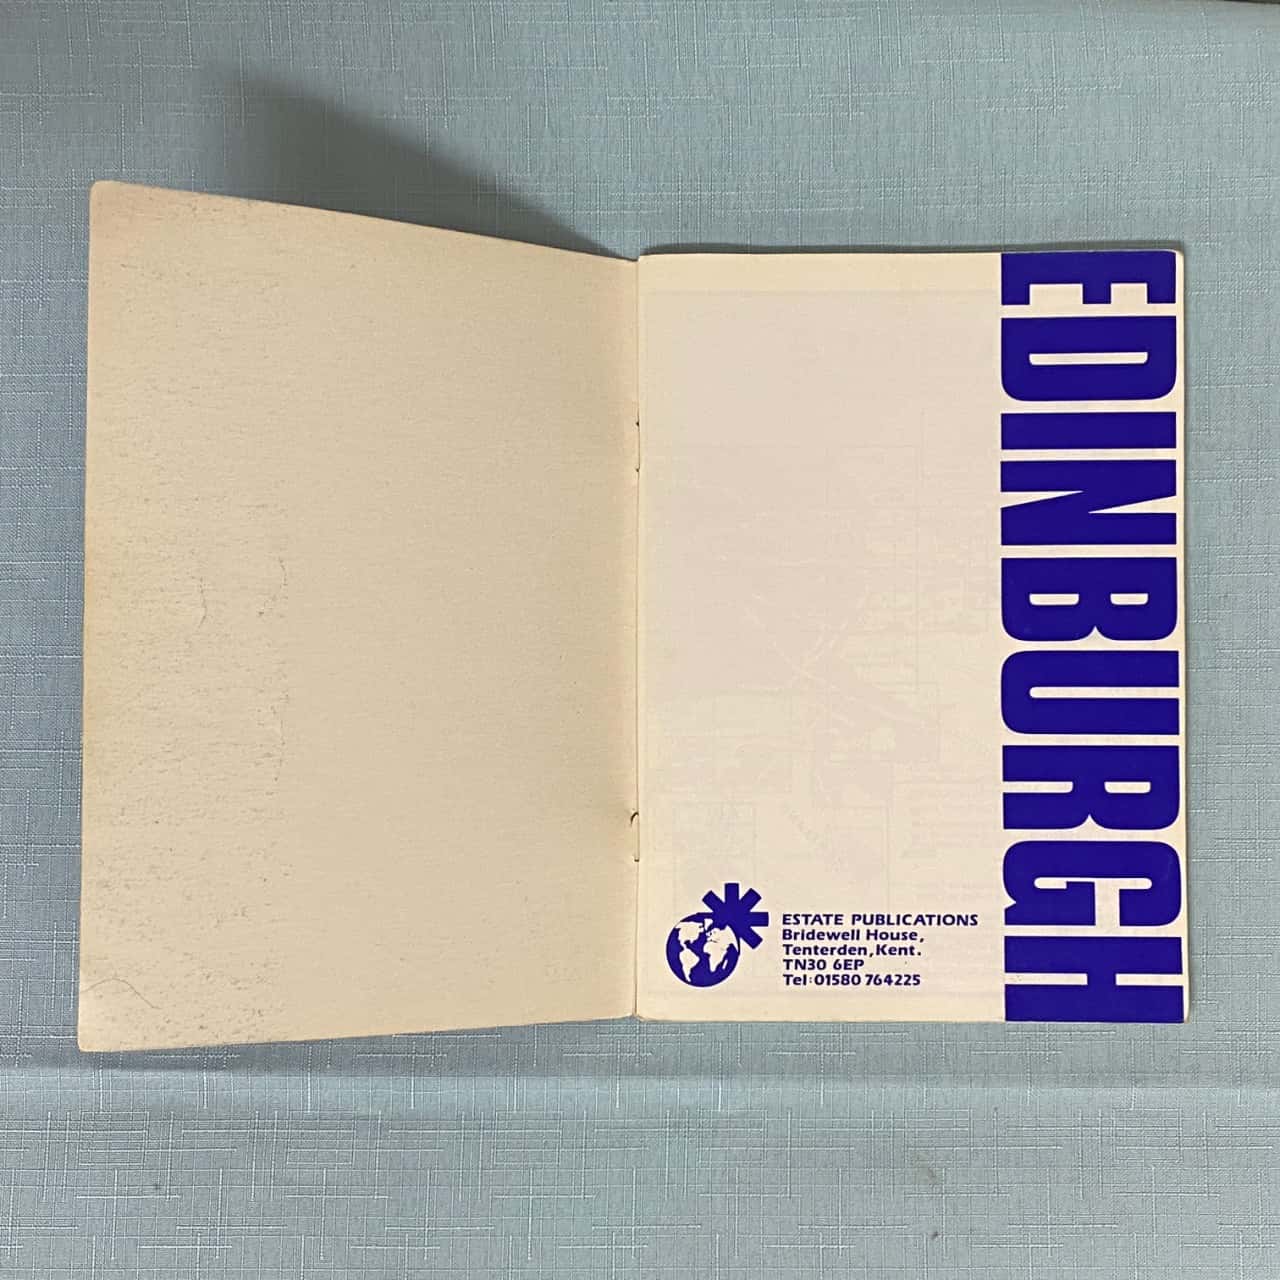 EDINBURGH
ESTATE PUBLICATIONS
Bridewell House,
Tenterden, Kent.
TN30 6EP
Tel: 01580 764225